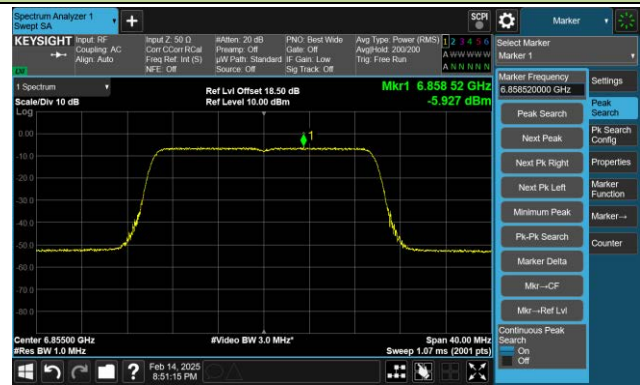 Spectrum Analyzer 1
Swept SA
SCPI
Marker
KEYSIGHT
Input: RF
Coupling: AC
Align: Auto
Input Z: 50 Ω
Corr CCorr RCal
Freq Ref: Int (S)
NFE: Off
#Atten: 20 dB
Preamp: Off
µW Path: Standard
Source: Off
PNO: Best Wide
Gate: Off
IF Gain: Low
Sig Track: Off
Avg Type: Power (RMS)
Avg|Hold: 200/200
Trig: Free Run
1 2 3 4 5 6
A W W W W W
A N N N N N
Select Marker
Marker 1
1 Spectrum
Scale/Div 10 dB
Log
Ref Lvl Offset 18.50 dB
Ref Level 10.00 dBm
Mkr1 6.858 52 GHz
-5.927 dBm
0.00
-10.0
-20.0
-30.0
-40.0
-50.0
-60.0
-70.0
-80.0
1
Center 6.85500 GHz
#Res BW 1.0 MHz
#Video BW 3.0 MHz*
Span 40.00 MHz
Sweep 1.07 ms (2001 pts)
Marker Frequency
6.858520000 GHz
Peak Search
Next Peak
Next Pk Right
Next Pk Left
Minimum Peak
Pk-Pk Search
Marker Delta
Mkr→CF
Mkr→Ref Lvl
Continuous Peak
Search
On
Off
Settings
Peak
Search
Pk Search
Config
Properties
Marker
Function
Marker→
Counter
?
Feb 14, 2025
8:51:15 PM